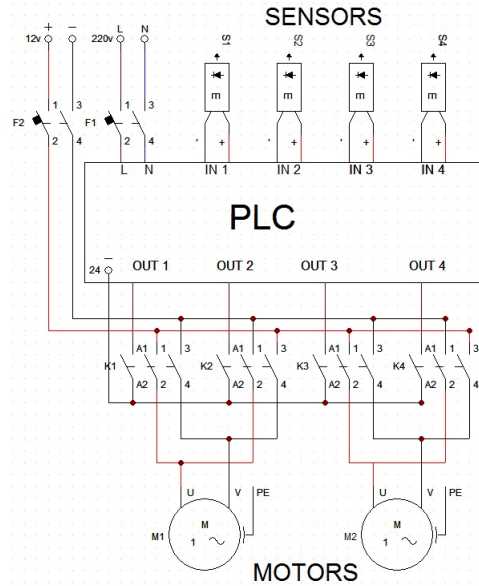 SENSORS
+ − L N S1 S2 S3 S4
12v 220v
m m m m
F2 1 3 F1 1 3
2 4 2 4 - + - + - + - +
L N IN 1 IN 2 IN 3 IN 4
PLC
−
24 OUT 1 OUT 2 OUT 3 OUT 4
A1 1 3 A1 1 3 A1 1 3 A1 1 3
K1 K2 K3 K4
A2 2 4 A2 2 4 A2 2 4 A2 2 4
U V PE U V PE
M1 M M2 M
1 1
MOTORS